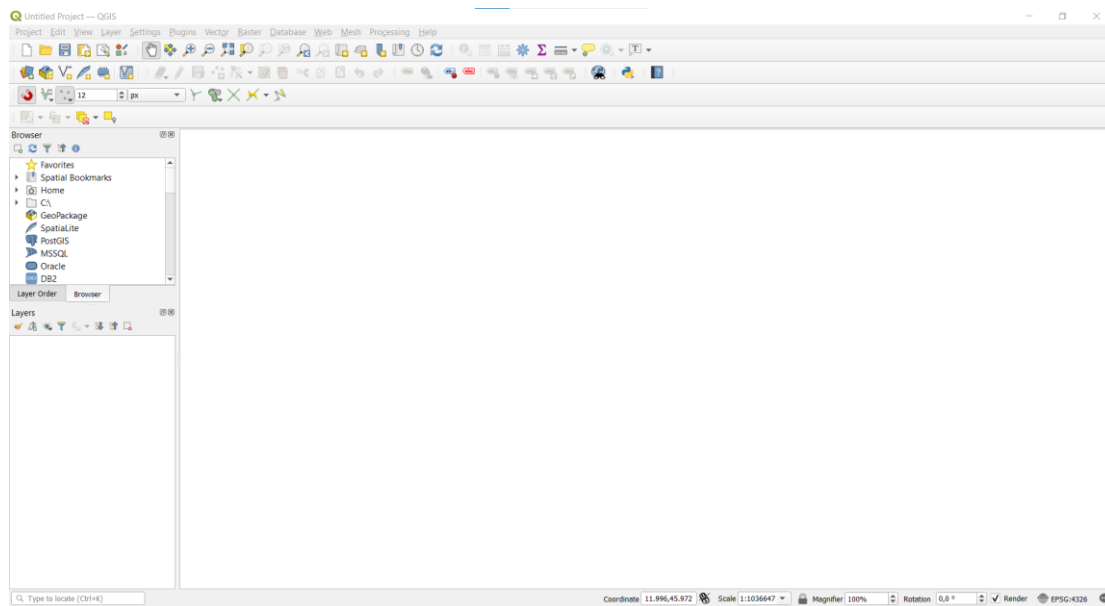 Untitled Project — QGIS
Project Edit View Layer Settings Plugins Vector Raster Database Web Mesh Processing Help
12 px
Browser
Favorites
Spatial Bookmarks
Home
C:\
GeoPackage
SpatiaLite
PostGIS
MSSQL
Oracle
DB2
Layer Order Browser
Layers
Type to locate (Ctrl+K)
Coordinate 11.996,45.972 Scale 1:1036647 Magnifier 100% Rotation 0,0 ° Render EPSG:4326